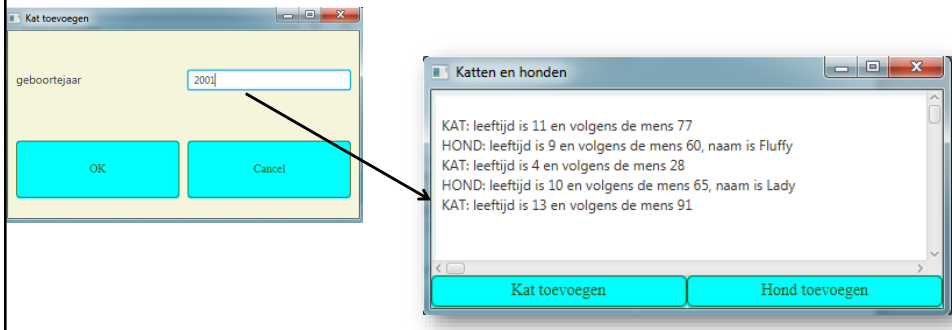 Kat toevoegen
geboortejaar
2001
OK
Cancel
Katten en honden
KAT: leeftijd is 11 en volgens de mens 77
HOND: leeftijd is 9 en volgens de mens 60, naam is Fluffy
KAT: leeftijd is 4 en volgens de mens 28
HOND: leeftijd is 10 en volgens de mens 65, naam is Lady
KAT: leeftijd is 13 en volgens de mens 91
Kat toevoegen
Hond toevoegen